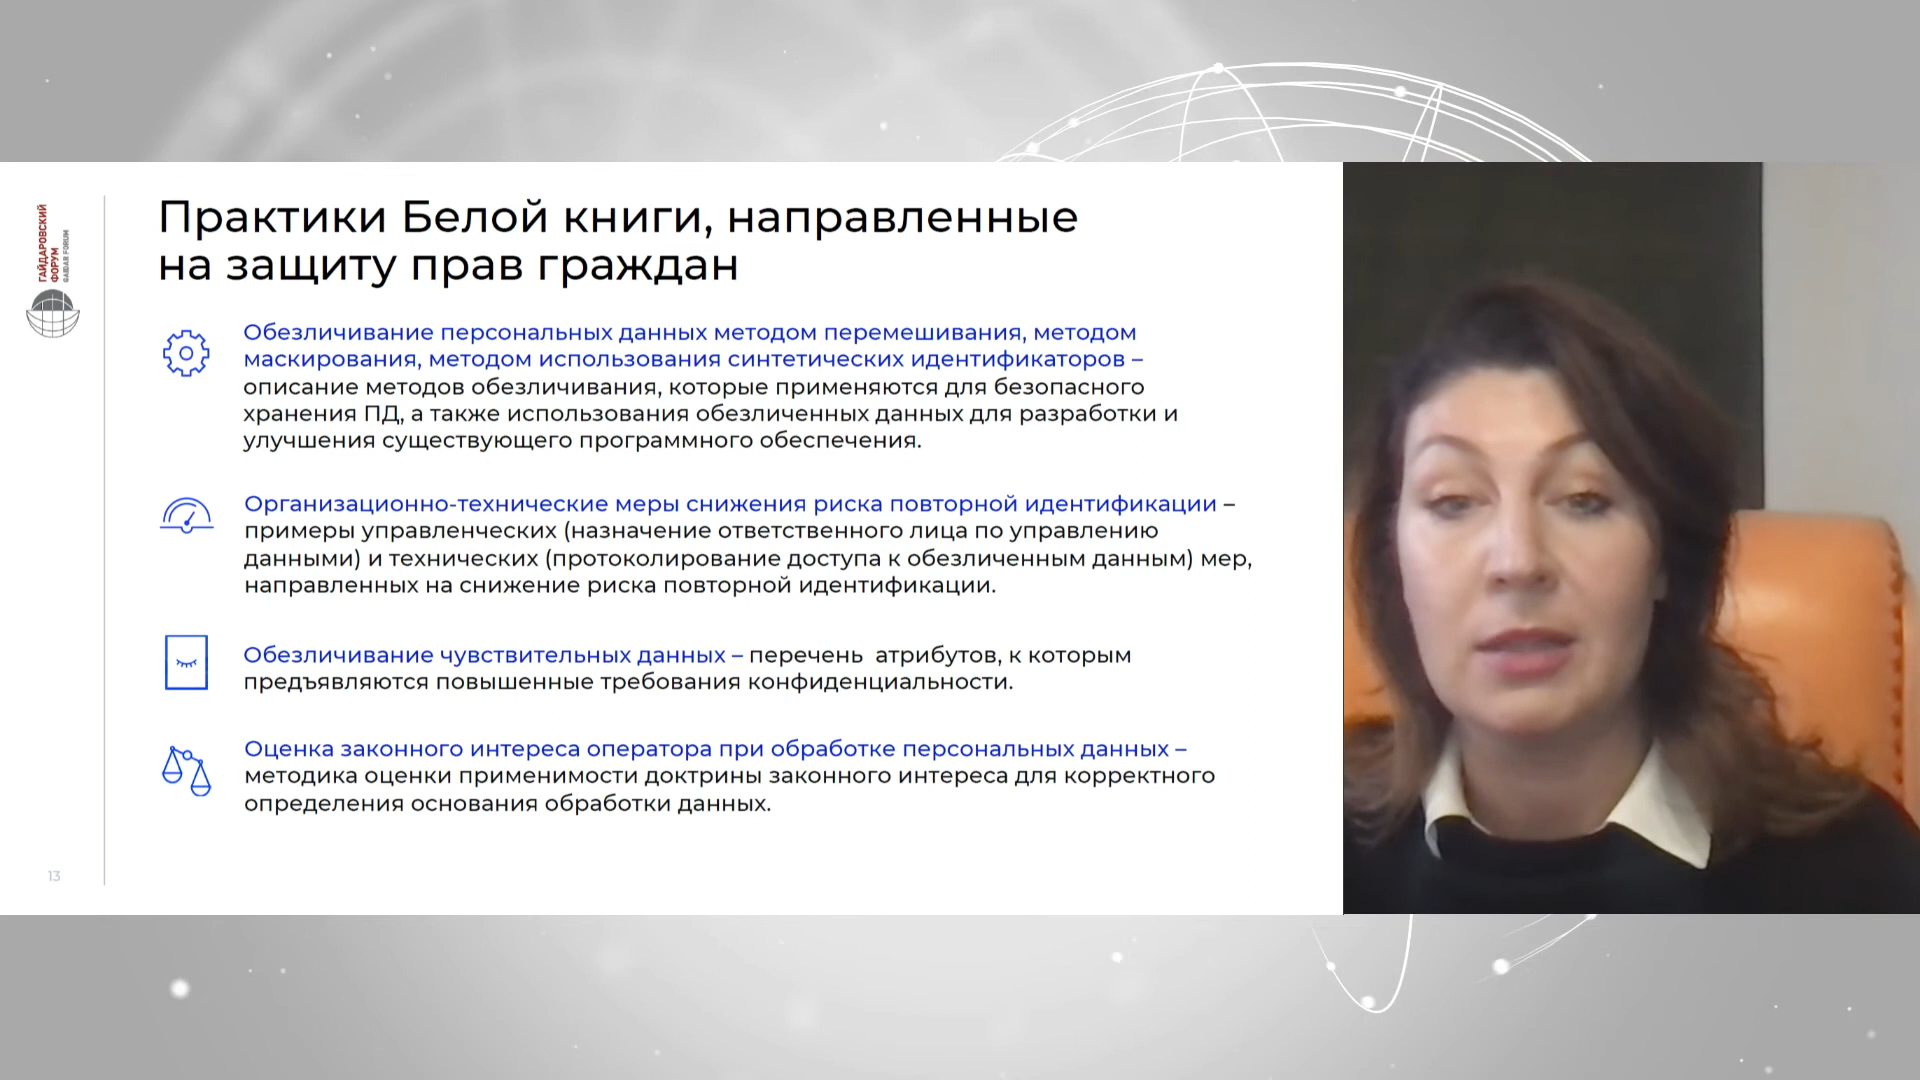 ГАЙДАРОВСКИЙ
ФОРУМ
GAIDAR FORUM
Практики Белой книги, направленные
на защиту прав граждан
Обезличивание персональных данных методом перемешивания, методом
маскирования, методом использования синтетических идентификаторов –
описание методов обезличивания, которые применяются для безопасного
хранения ПД, а также использования обезличенных данных для разработки и
улучшения существующего программного обеспечения.
Организационно-технические меры снижения риска повторной идентификации –
примеры управленческих (назначение ответственного лица по управлению
данными) и технических (протоколирование доступа к обезличенным данным) мер,
направленных на снижение риска повторной идентификации.
Обезличивание чувствительных данных – перечень  атрибутов, к которым
предъявляются повышенные требования конфиденциальности.
Оценка законного интереса оператора при обработке персональных данных –
методика оценки применимости доктрины законного интереса для корректного
определения основания обработки данных.
13